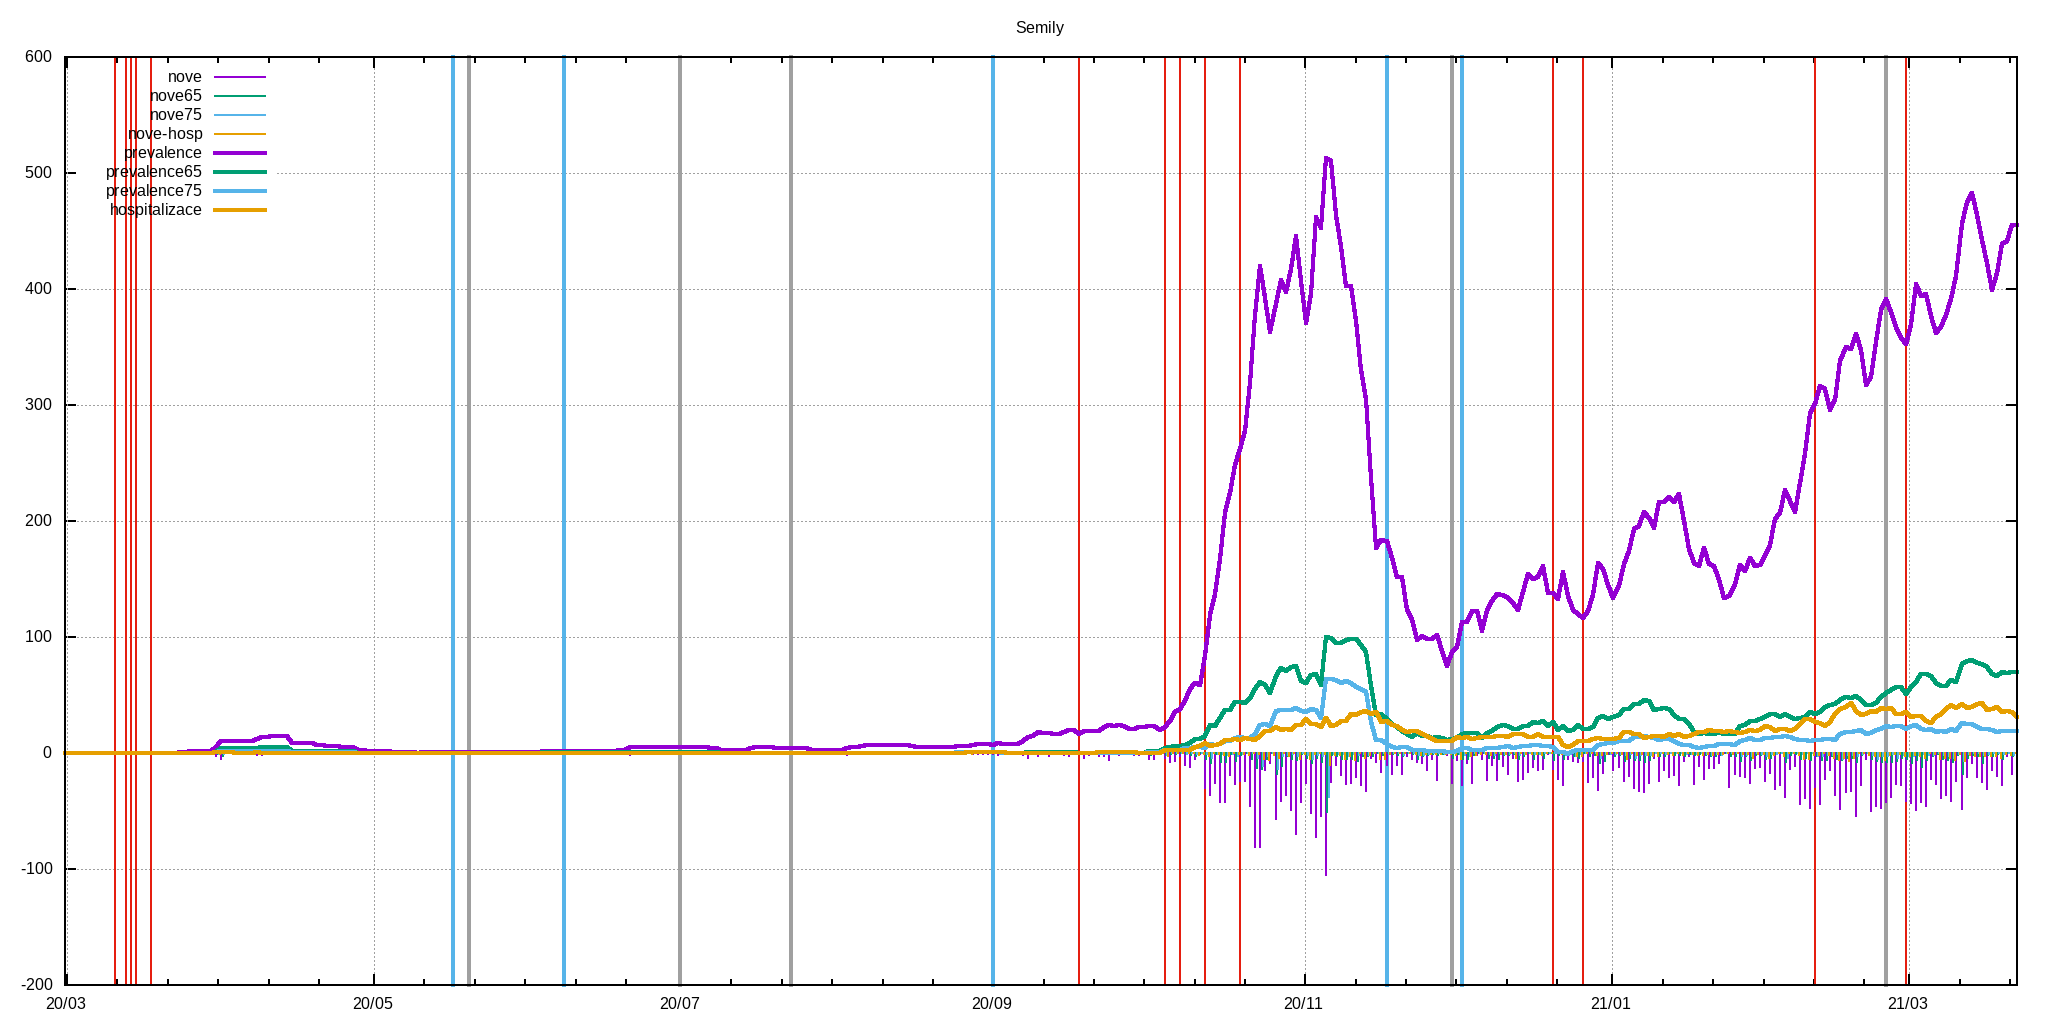 Semily
600
500
400
300
200
100
0
-100
-200
nove
nove65
nove75
nove-hosp
prevalence
prevalence65
prevalence75
hospitalizace
20/03
20/05
20/07
20/09
20/11
21/01
21/03